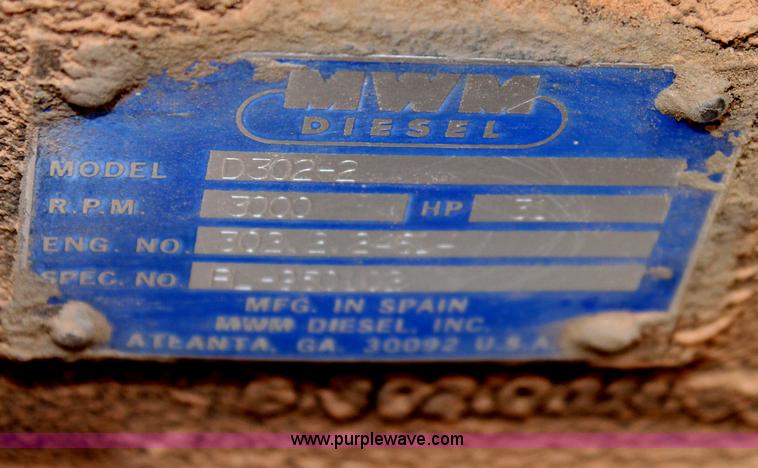 MWM
DIESEL
MODEL D302-2
R.P.M. 3000 HP 31
ENG. NO.
SPEC. NO.
MFG. IN SPAIN
MWM DIESEL, INC.
ATLANTA, GA. 30092 U.S.A.
www.purplewave.com